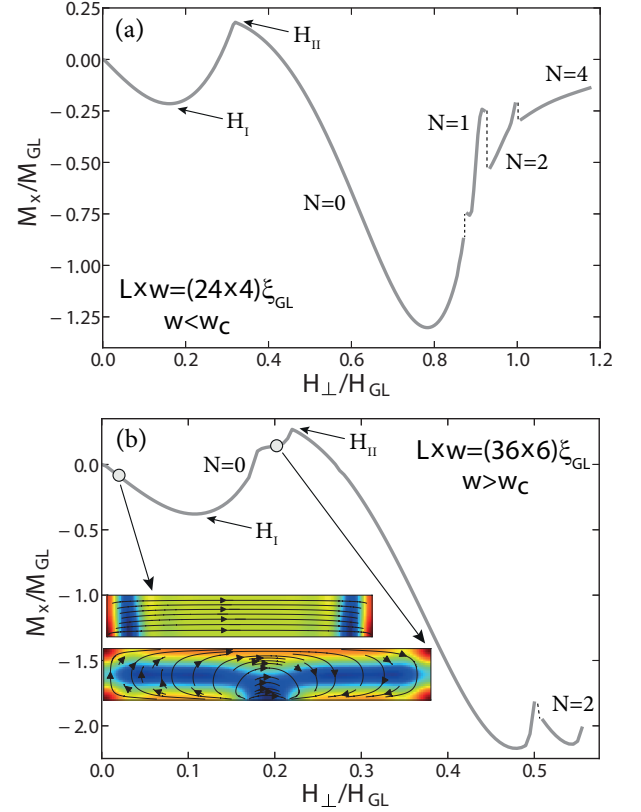 (a)
0.25
0.00
−0.25
−0.50
−0.75
−1.00
−1.25
Mₓ/M_GL
H_II
H_I
N=0
N=1
N=2
N=4
L×w=(24×4)ξ_GL
w<w_c
0.0 0.2 0.4 0.6 0.8 1.0 1.2
H_⊥/H_GL
(b)
0.0
−0.5
−1.0
−1.5
−2.0
Mₓ/M_GL
N=0
H_II
H_I
L×w=(36×6)ξ_GL
w>w_c
N=2
0.0 0.1 0.2 0.3 0.4 0.5
H_⊥/H_GL